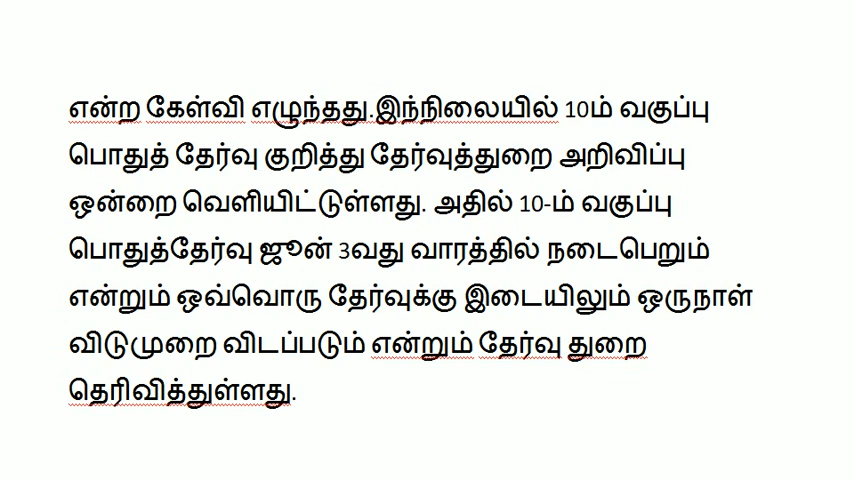 என்ற கேள்வி எழுந்தது.இந்நிலையில் 10ம் வகுப்பு
பொதுத் தேர்வு குறித்து தேர்வுத்துறை அறிவிப்பு
ஒன்றை வெளியிட்டுள்ளது. அதில் 10-ம் வகுப்பு
பொதுத்தேர்வு ஜூன் 3வது வாரத்தில் நடைபெறும்
என்றும் ஒவ்வொரு தேர்வுக்கு இடையிலும் ஒருநாள்
விடுமுறை விடப்படும் என்றும் தேர்வு துறை
தெரிவித்துள்ளது.